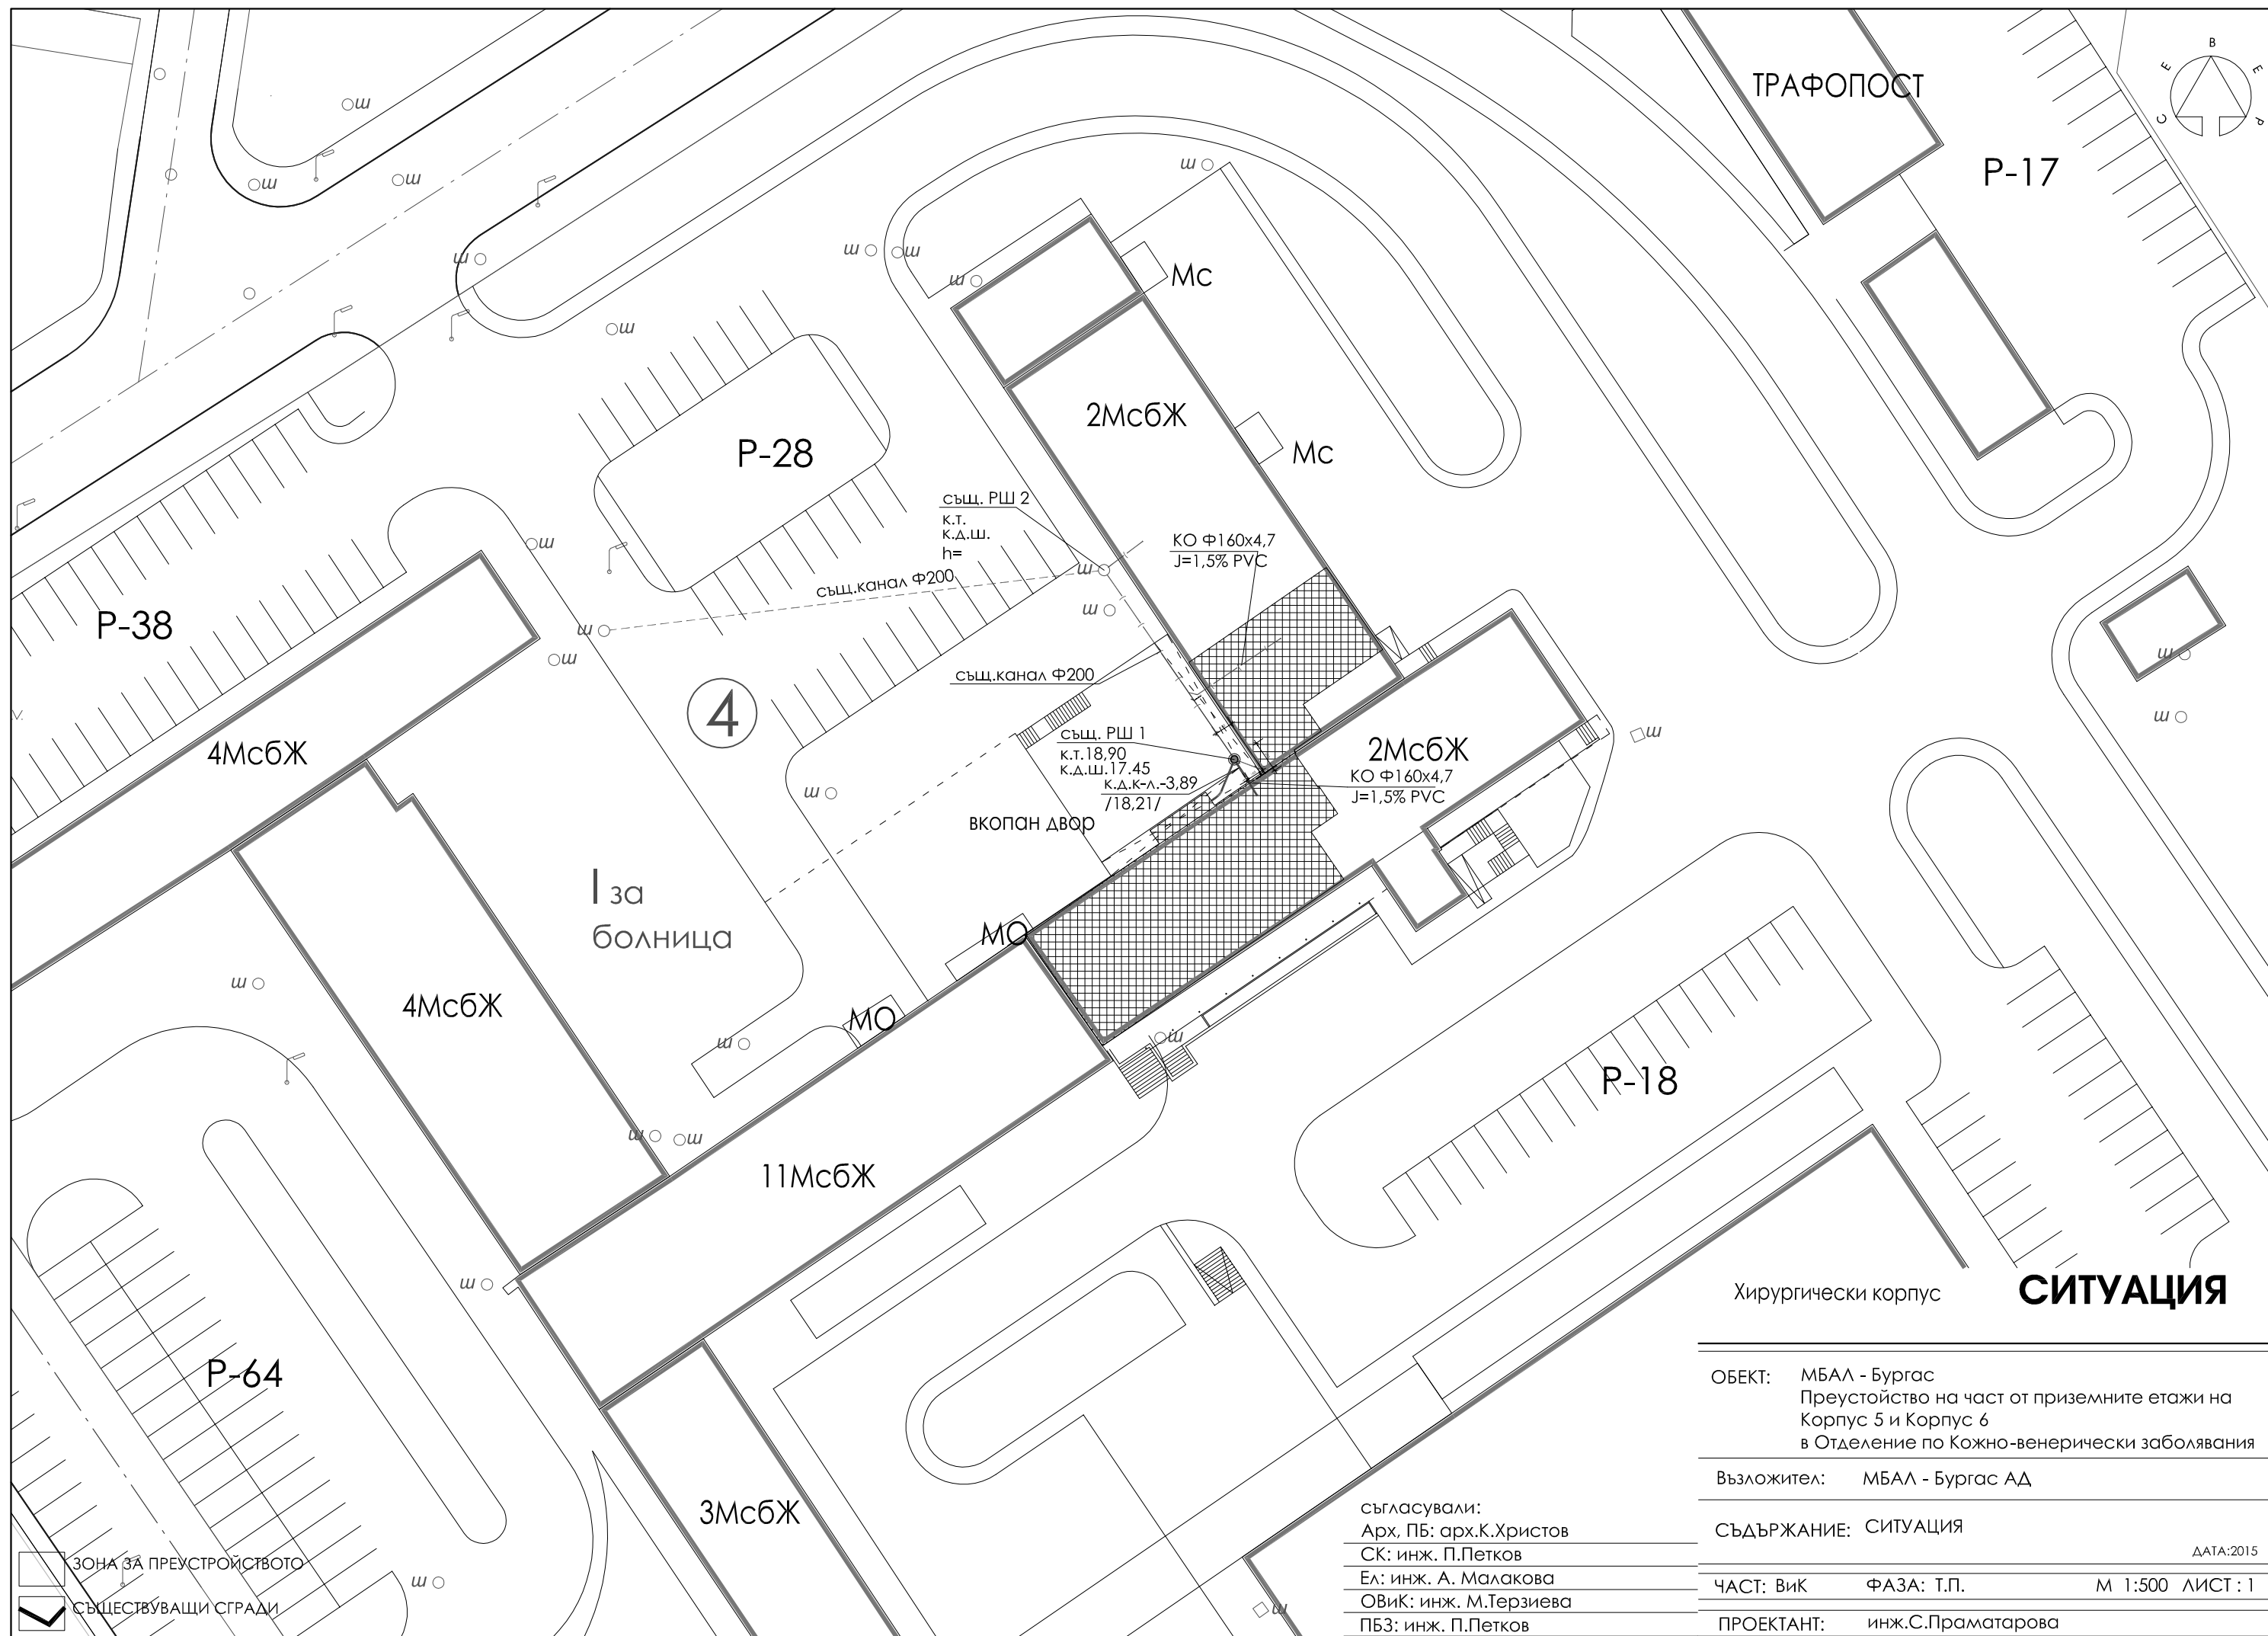 ТРАФОПОСТ
С Е В Е Р
Р-17
ш
ш
ш
ш
ш
ш
ш
ш
ш
ш
Мс
2МсбЖ
Мс
Р-28
същ. РШ 2
к.т.
к.д.ш.
h=
същ.канал Ф200
КО Ф160х4,7
J=1,5% PVC
ш
ш
ш
ш
ш
Р-38
4МсбЖ
4
същ.канал Ф200
същ. РШ 1
к.т.18,90
к.д.ш.17.45
к.д.к-л.-3,89
/18,21/
2МсбЖ
КО Ф160х4,7
J=1,5% PVC
ш
ш
ш
ш
вкопан двор
I за
болница
МО
МО
ш
4МсбЖ
ш
ш
Р-18
ш
ш
11МсбЖ
ш
Р-64
3МсбЖ
ш
ш
ЗОНА ЗА ПРЕУСТРОЙСТВОТО
СЪЩЕСТВУВАЩИ СГРАДИ
съгласували:
Арх, ПБ: арх.К.Христов
СК: инж. П.Петков
Ел: инж. А. Малакова
ОВиК: инж. М.Терзиева
ПБЗ: инж. П.Петков
Хирургически корпус СИТУАЦИЯ
ОБЕКТ: МБАЛ - Бургас
Преустойство на част от приземните етажи на
Корпус 5 и Корпус 6
в Отделение по Кожно-венерически заболявания
Възложител: МБАЛ - Бургас АД
СЪДЪРЖАНИЕ: СИТУАЦИЯ
ДАТА:2015
ЧАСТ: ВиК ФАЗА: Т.П. М 1:500 ЛИСТ : 1
ПРОЕКТАНТ: инж.С.Праматарова